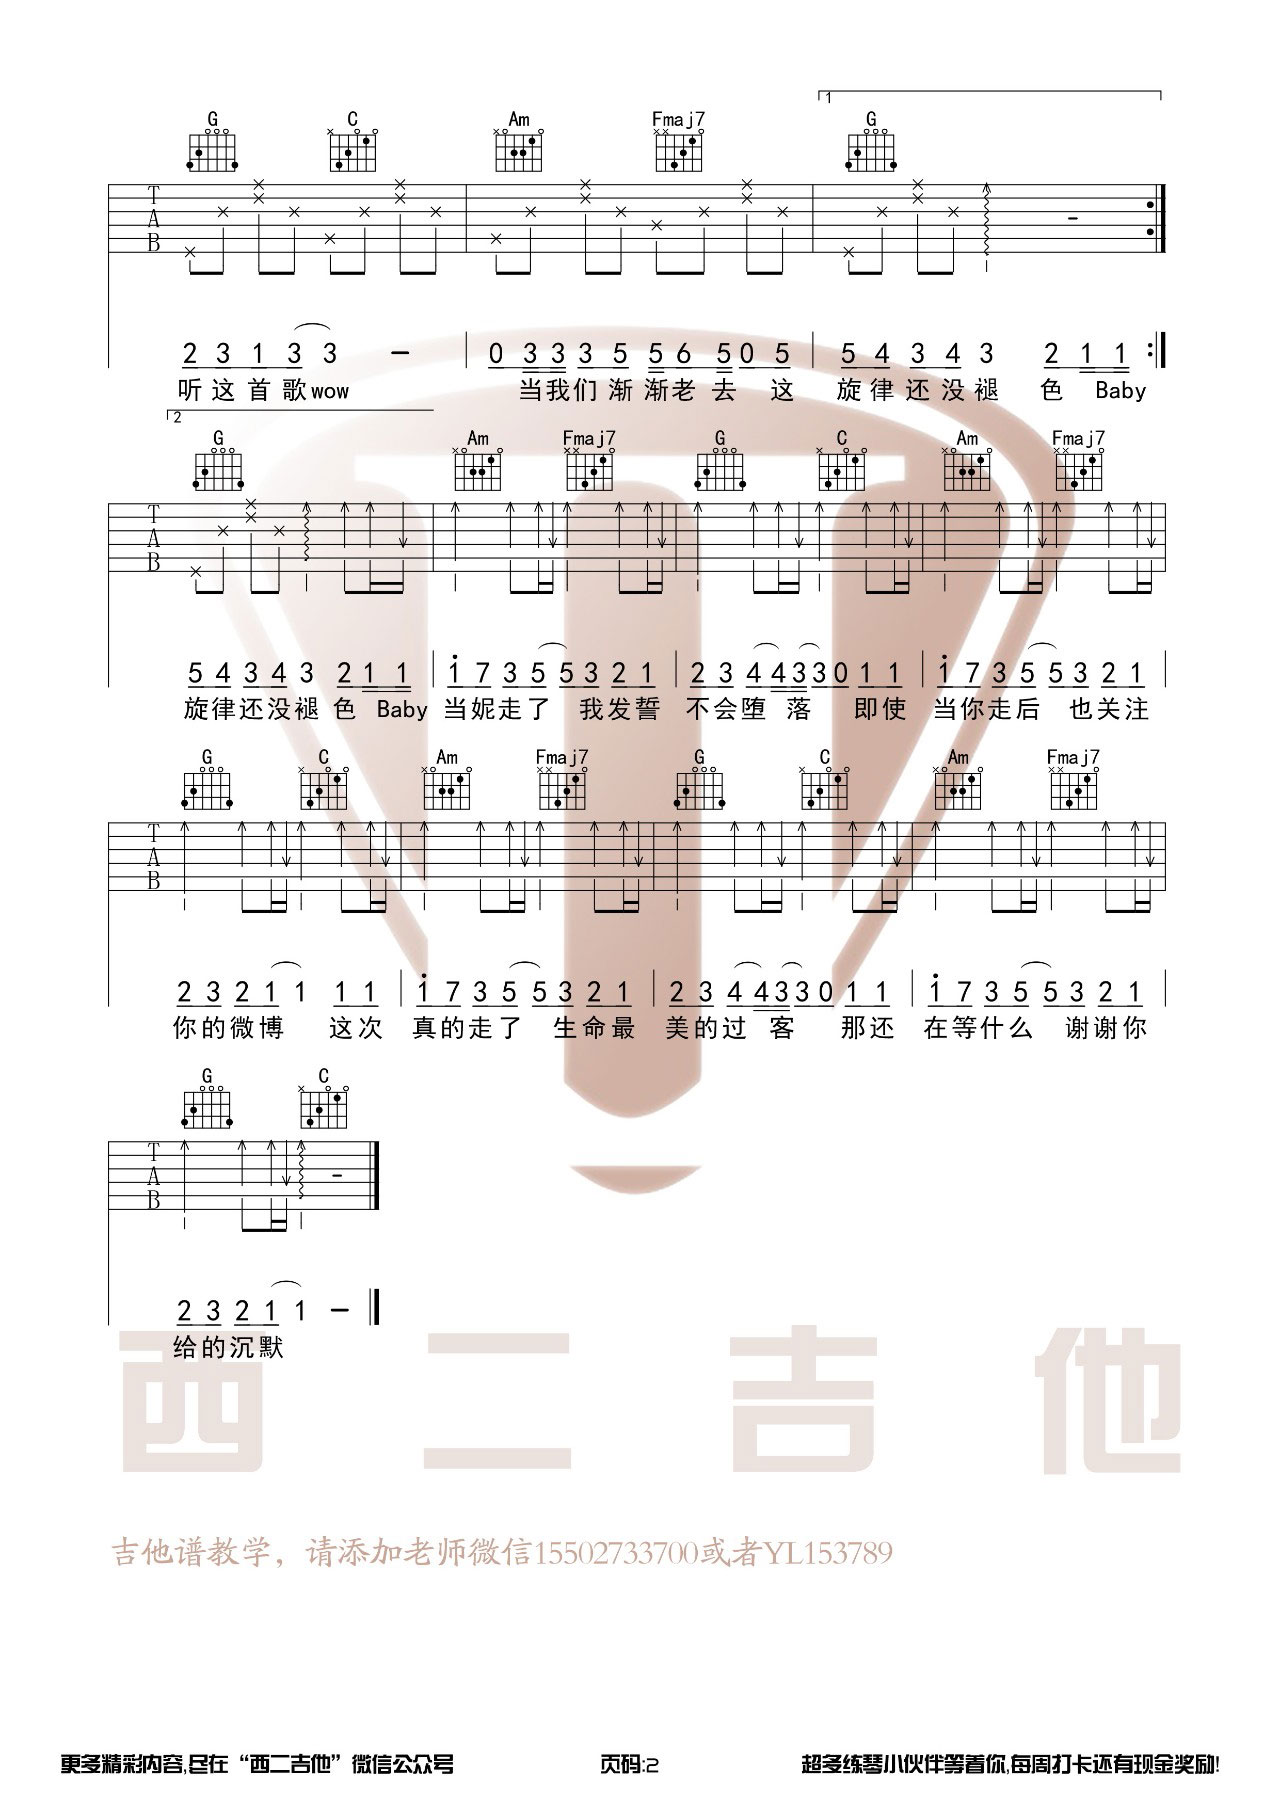 1
G C Am Fmaj7 G
T
A
B
2 3 1 3 3 - | 0 3 3 3 5 5 6 5 0 5 | 5 4 3 4 3 2 1 1 :|
听这首歌wow 当我们渐渐老去 这 旋律还没褪 色 Baby
2
G Am Fmaj7 G C Am Fmaj7
T
A
B
5 4 3 4 3 2 1 1 | 1 7 3 5 5 3 2 1 | 2 3 4 4 3 3 0 1 1 | 1 7 3 5 5 3 2 1 |
旋律还没褪 色 Baby 当妮走了 我发誓 不会堕 落 即使 当你走后 也关注
G C Am Fmaj7 G C Am Fmaj7
T
A
B
2 3 2 1 1 1 1 | 1 7 3 5 5 3 2 1 | 2 3 4 4 3 3 0 1 1 | 1 7 3 5 5 3 2 1 |
你的微博 这次 真的走了 生命最 美的过 客 那还 在等什么 谢谢你
G C
T
A
B
2 3 2 1 1 - ||
给的沉默
西二吉他
吉他谱教学，请添加老师微信15502733700或者YL153789
更多精彩内容,尽在“西二吉他”微信公众号 页码:2 超多练琴小伙伴等着你,每周打卡还有现金奖励!